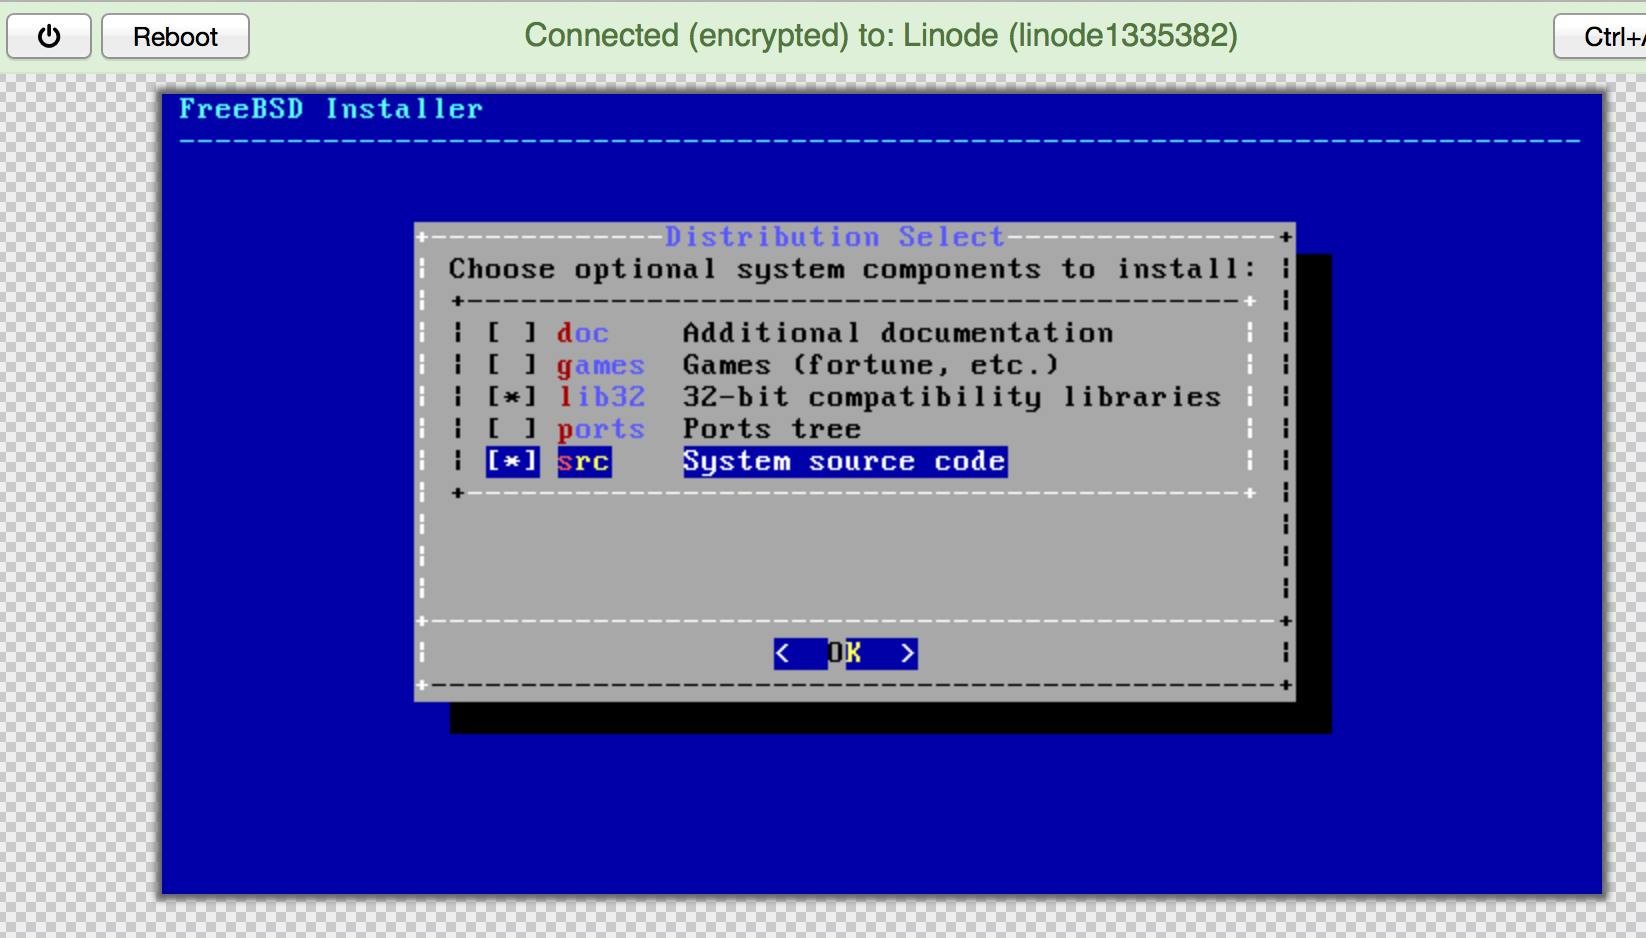 Reboot Connected (encrypted) to: Linode (linode1335382)
FreeBSD Installer
Distribution Select
Choose optional system components to install:
[ ] doc Additional documentation
[ ] games Games (fortune, etc.)
[*] lib32 32-bit compatibility libraries
[ ] ports Ports tree
[*] src System source code
< OK >